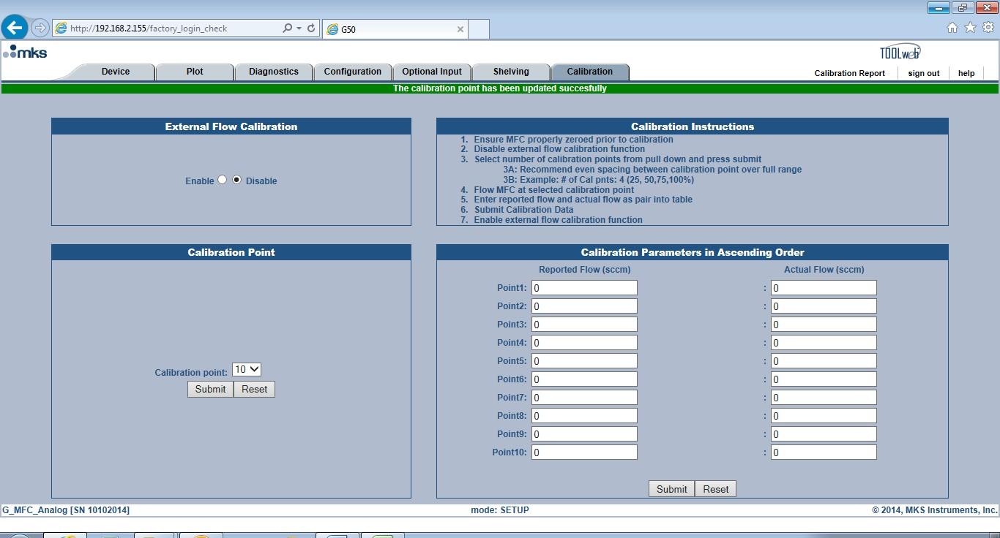 http://192.168.2.155/factory_login_check
G50
mks
TOOLweb
Device Plot Diagnostics Configuration Optional Input Shelving Calibration
Calibration Report sign out help
The calibration point has been updated succesfully
External Flow Calibration
Enable Disable
Calibration Instructions
1. Ensure MFC properly zeroed prior to calibration
2. Disable external flow calibration function
3. Select number of calibration points from pull down and press submit
3A: Recommend even spacing between calibration point over full range
3B: Example: # of Cal pnts: 4 (25, 50,75,100%)
4. Flow MFC at selected calibration point
5. Enter reported flow and actual flow as pair into table
6. Submit Calibration Data
7. Enable external flow calibration function
Calibration Point
Calibration point: 10
Submit Reset
Calibration Parameters in Ascending Order
Reported Flow (sccm) Actual Flow (sccm)
Point1: 0 : 0
Point2: 0 : 0
Point3: 0 : 0
Point4: 0 : 0
Point5: 0 : 0
Point6: 0 : 0
Point7: 0 : 0
Point8: 0 : 0
Point9: 0 : 0
Point10: 0 : 0
Submit Reset
G_MFC_Analog [SN 10102014] mode: SETUP © 2014, MKS Instruments, Inc.